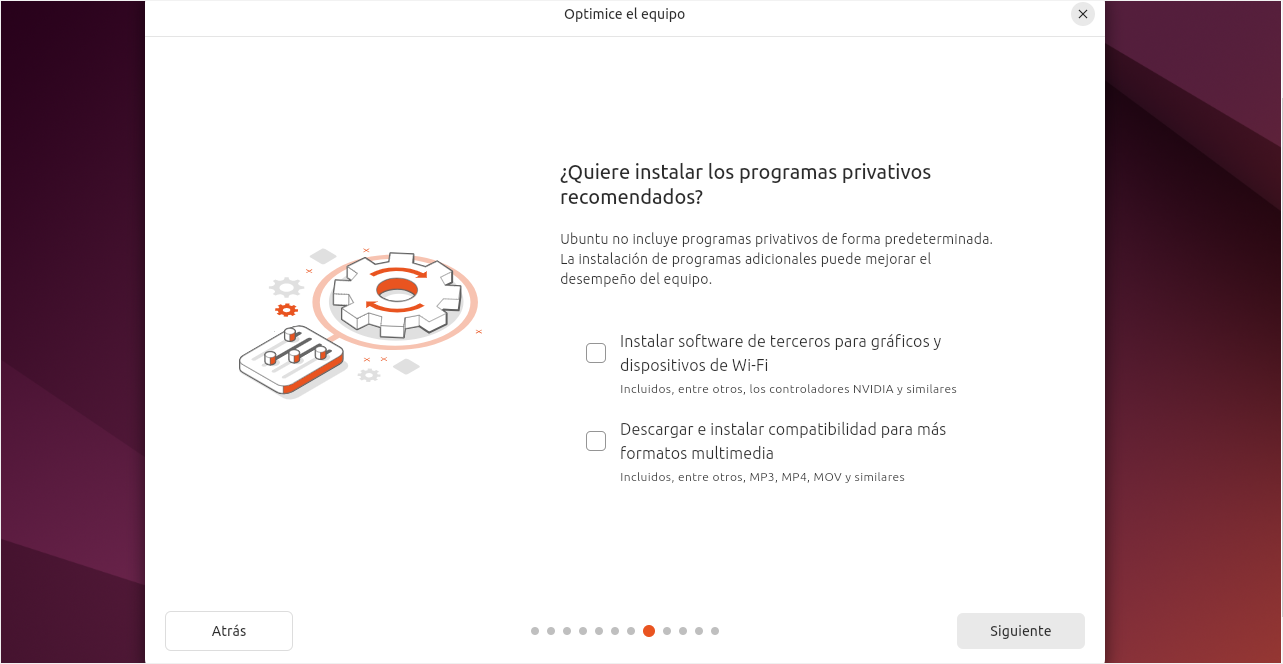 Optimice el equipo
¿Quiere instalar los programas privativos
recomendados?
Ubuntu no incluye programas privativos de forma predeterminada.
La instalación de programas adicionales puede mejorar el
desempeño del equipo.
Instalar software de terceros para gráficos y
dispositivos de Wi-Fi
Incluidos, entre otros, los controladores NVIDIA y similares
Descargar e instalar compatibilidad para más
formatos multimedia
Incluidos, entre otros, MP3, MP4, MOV y similares
Atrás
Siguiente